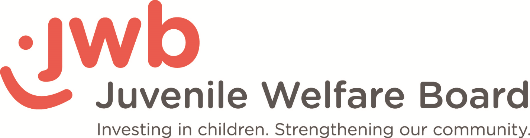 jwb
Juvenile Welfare Board
Investing in children. Strengthening our community.